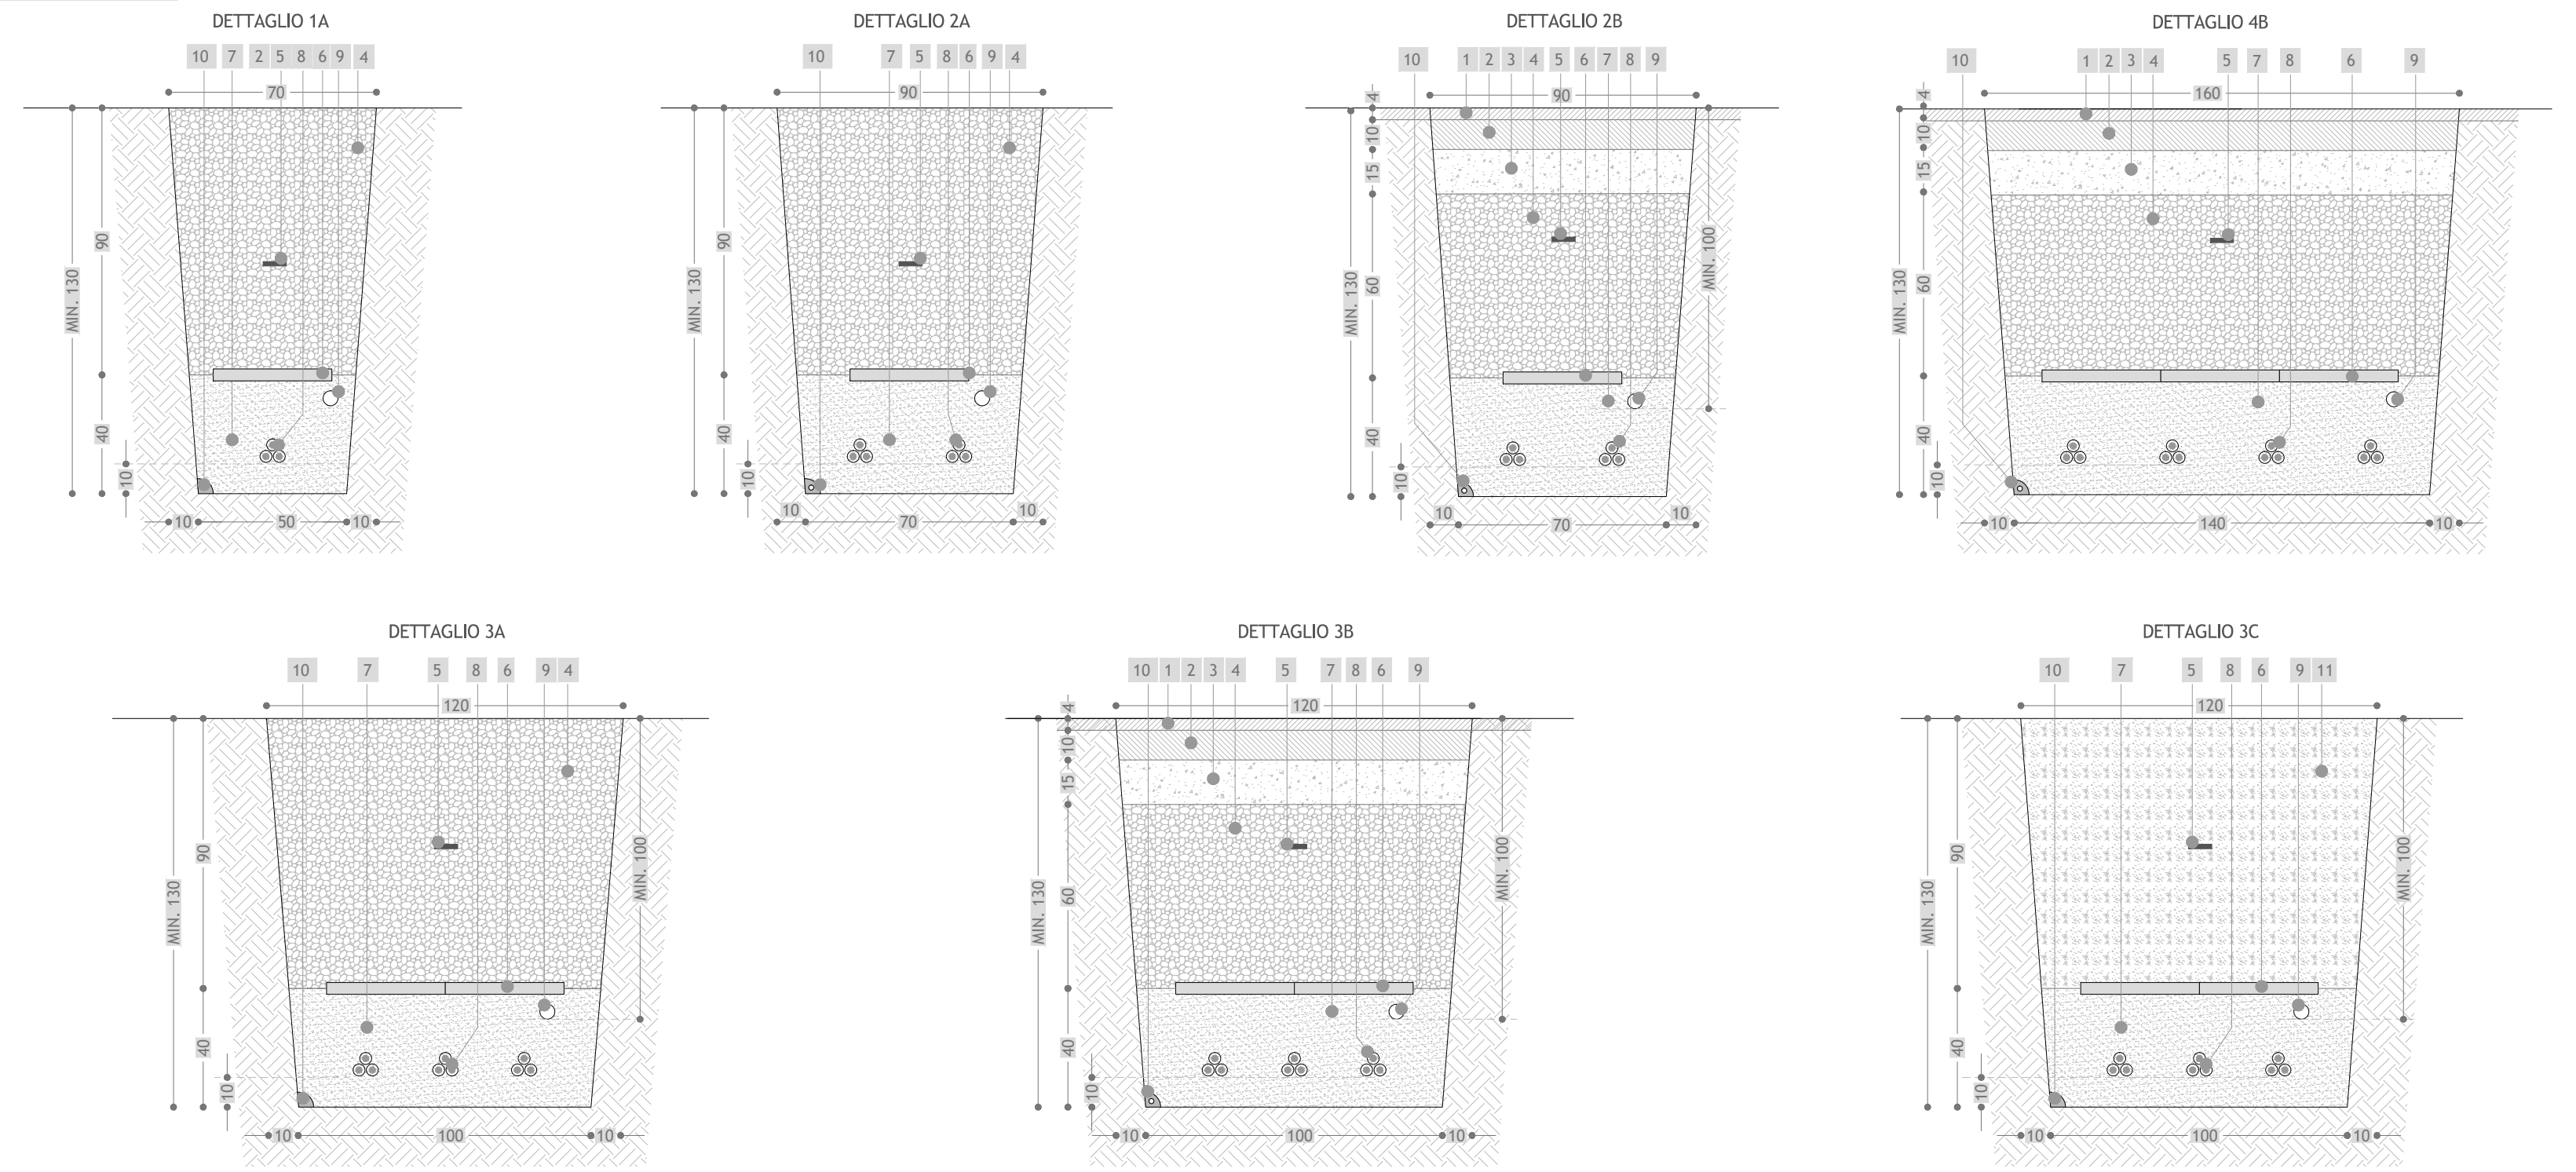 DETTAGLIO 1A
10 7 2 5 8 6 9 4
70
MIN. 130
90
40
10
10 50 10
DETTAGLIO 2A
10 7 5 8 6 9 4
90
MIN. 130
90
40
10
10 70 10
DETTAGLIO 2B
10 1 2 3 4 5 6 7 8 9
90
4
10
15
MIN. 130
60
MIN. 100
40
10
10 70 10
DETTAGLIO 4B
10 1 2 3 4 5 7 8 6 9
160
4
10
15
MIN. 130
60
40
10
10 140 10
DETTAGLIO 3A
10 7 5 8 6 9 4
120
MIN. 130
90
MIN. 100
40
10
10 100 10
DETTAGLIO 3B
10 1 2 3 4 5 7 8 6 9
120
4
10
15
MIN. 130
60
MIN. 100
40
10
10 100 10
DETTAGLIO 3C
10 7 5 8 6 9 11
120
MIN. 130
90
MIN. 100
40
10
10 100 10